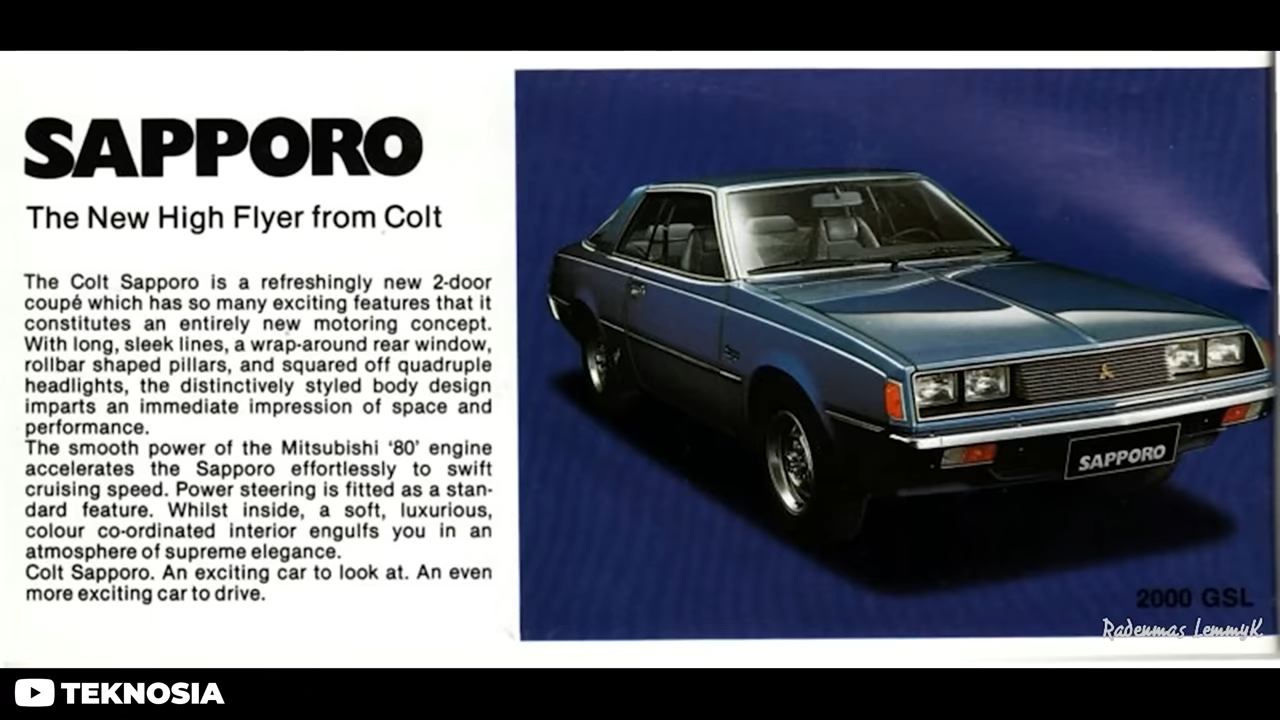 SAPPORO
The New High Flyer from Colt
The Colt Sapporo is a refreshingly new 2-door
coupé which has so many exciting features that it
constitutes an entirely new motoring concept.
With long, sleek lines, a wrap-around rear window,
rollbar shaped pillars, and squared off quadruple
headlights, the distinctively styled body design
imparts an immediate impression of space and
performance.
The smooth power of the Mitsubishi ‘80’ engine
accelerates the Sapporo effortlessly to swift
cruising speed. Power steering is fitted as a stan-
dard feature. Whilst inside, a soft, luxurious,
colour co-ordinated interior engulfs you in an
atmosphere of supreme elegance.
Colt Sapporo. An exciting car to look at. An even
more exciting car to drive.
SAPPORO
2000 GSL
Radenmas LemmyK
TEKNOSIA